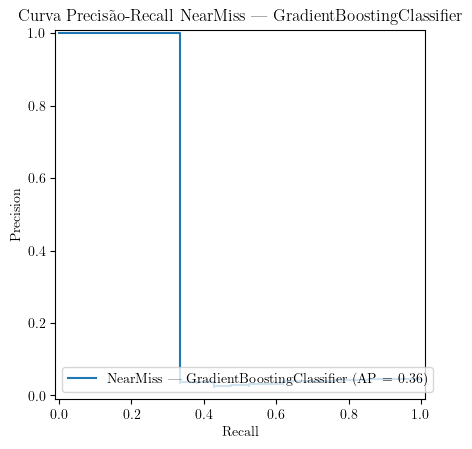 Curva Precisão-Recall NearMiss — GradientBoostingClassifier
1.0
0.8
0.6
0.4
0.2
0.0
Precision
NearMiss — GradientBoostingClassifier (AP = 0.36)
0.0 0.2 0.4 0.6 0.8 1.0
Recall